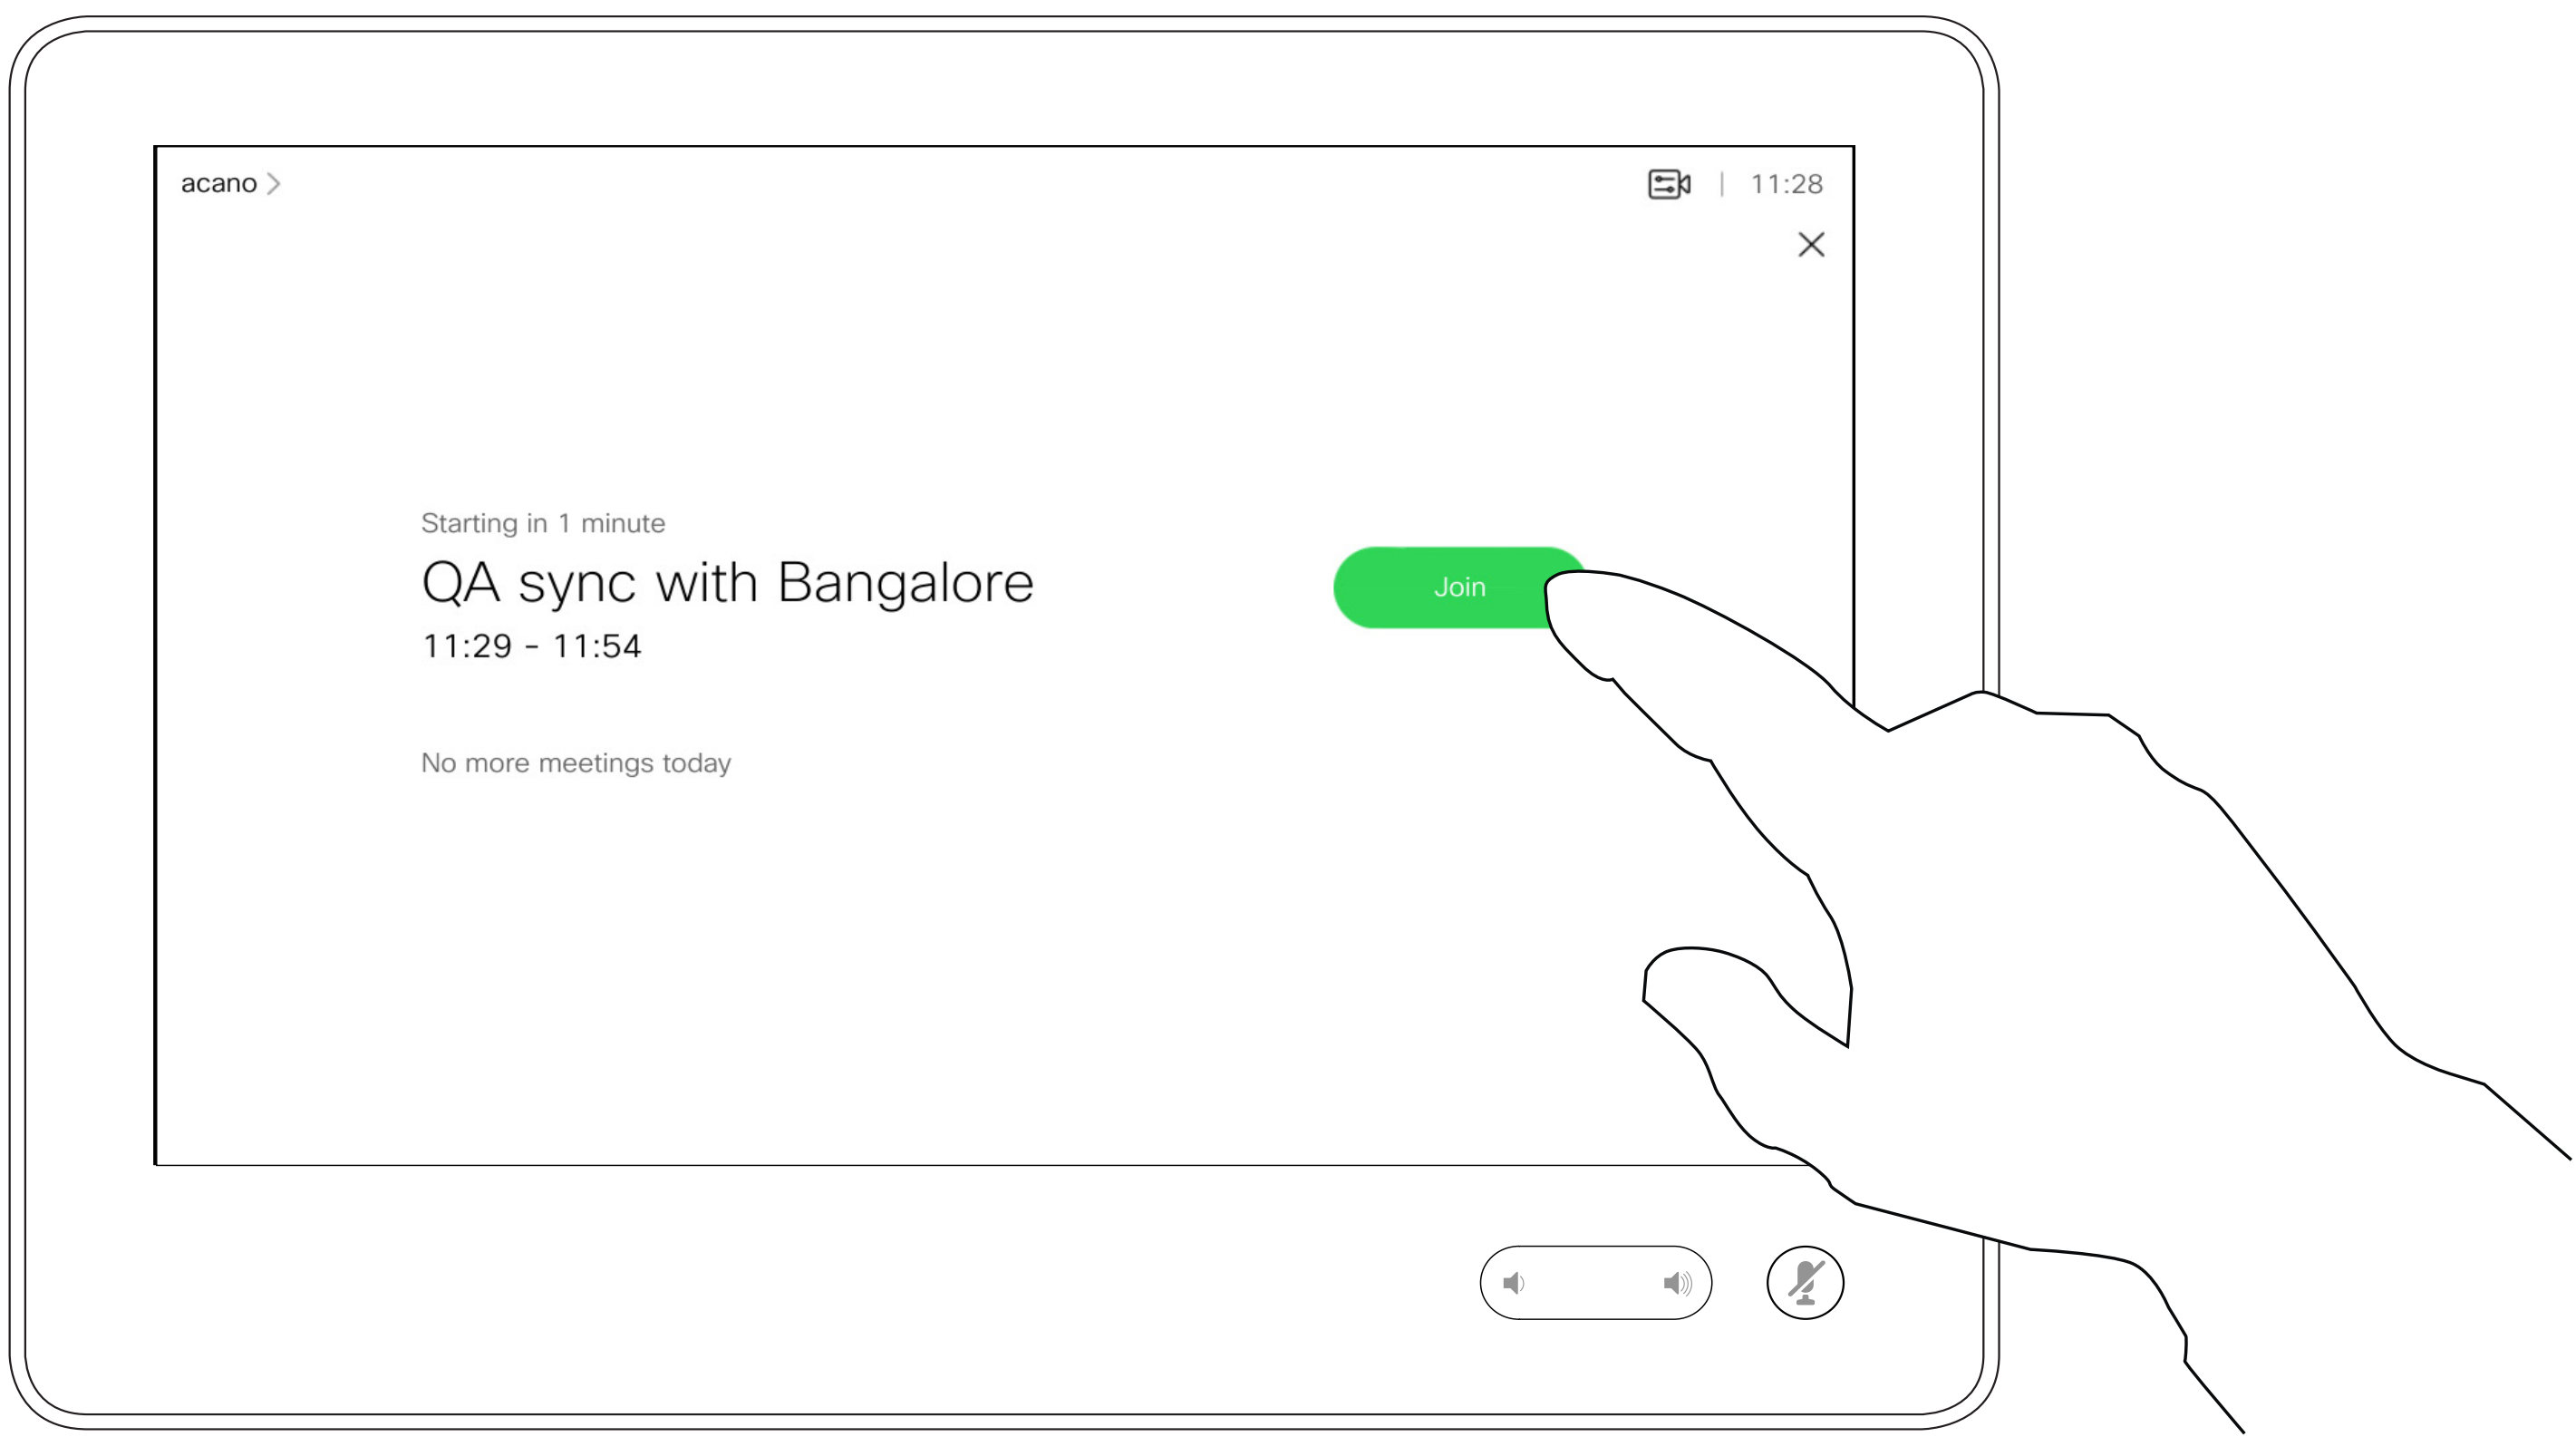 acano
11:28
Starting in 1 minute
QA sync with Bangalore
11:29 - 11:54
Join
No more meetings today